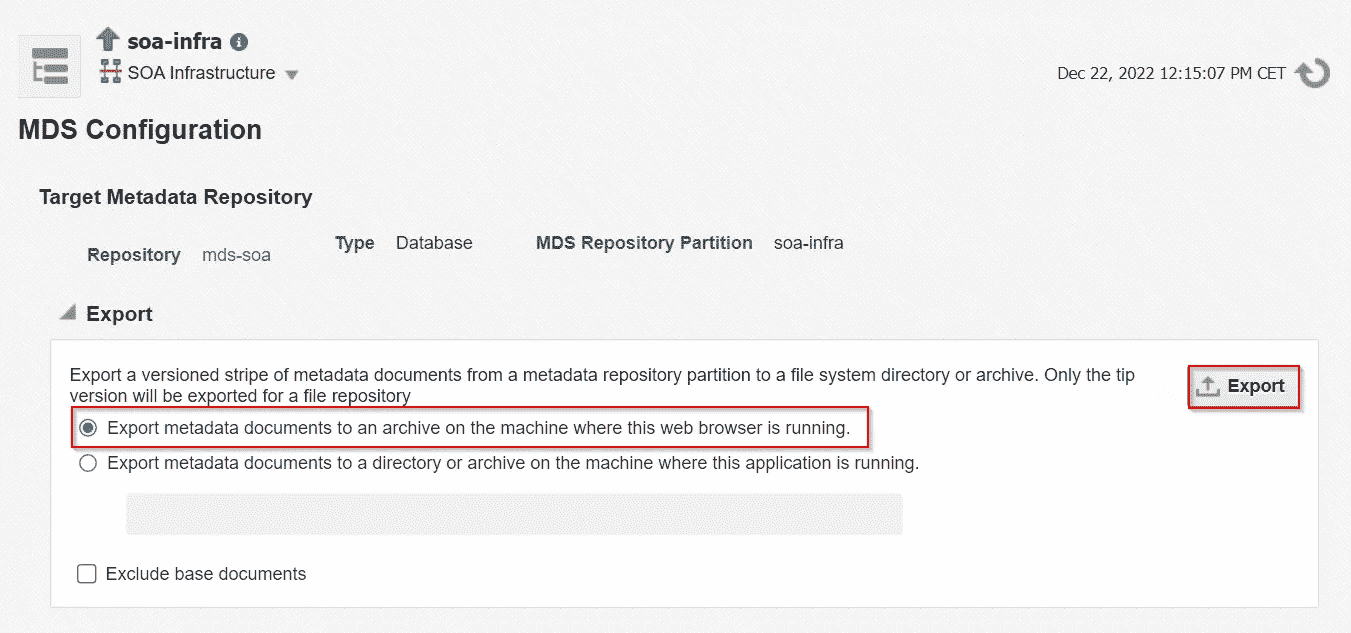 soa-infra
SOA Infrastructure
Dec 22, 2022 12:15:07 PM CET
MDS Configuration
Target Metadata Repository
Repository mds-soa
Type Database
MDS Repository Partition soa-infra
Export
Export a versioned stripe of metadata documents from a metadata repository partition to a file system directory or archive. Only the tip
version will be exported for a file repository
Export
Export metadata documents to an archive on the machine where this web browser is running.
Export metadata documents to a directory or archive on the machine where this application is running.
Exclude base documents